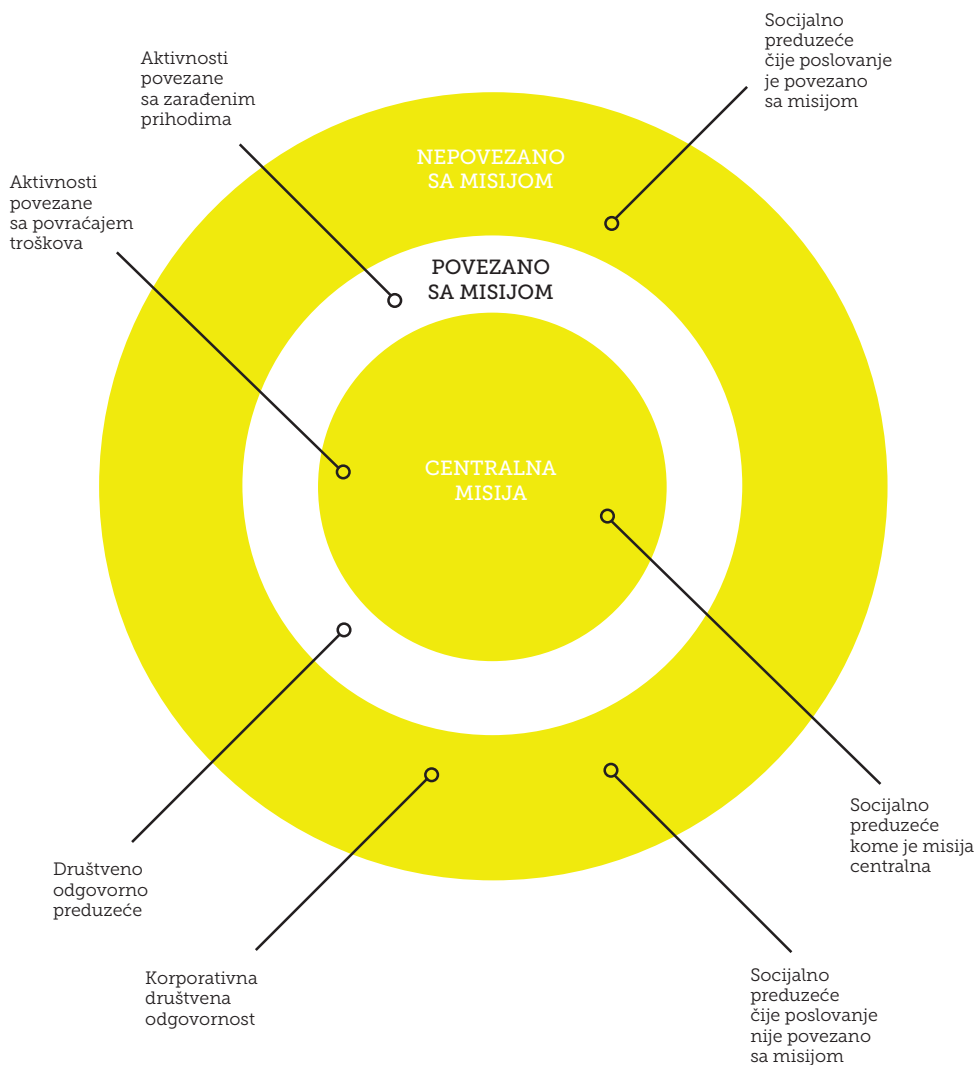 Socijalno
preduzeće
čije poslovanje
je povezano
sa misijom
Aktivnosti
povezane
sa zarađenim
prihodima
NEPOVEZANO
SA MISIJOM
Aktivnosti
povezane
sa povraćajem
troškova
POVEZANO
SA MISIJOM
CENTRALNA
MISIJA
Socijalno
preduzeće
kome je misija
centralna
Društveno
odgovorno
preduzeće
Korporativna
društvena
odgovornost
Socijalno
preduzeće
čije poslovanje
nije povezano
sa misijom